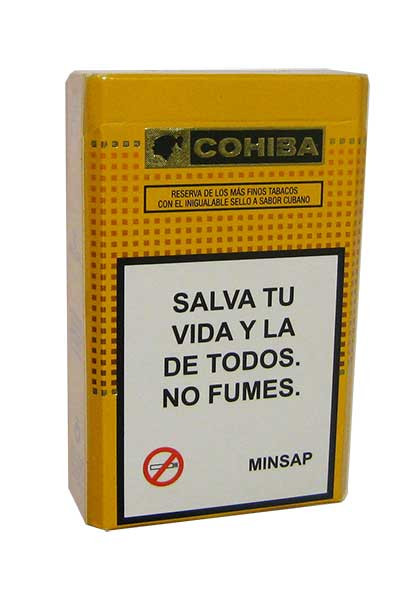 COHIBA
RESERVA DE LOS MÁS FINOS TABACOS
CON EL INIGUALABLE SELLO A SABOR CUBANO
SALVA TU
VIDA Y LA
DE TODOS.
NO FUMES.
MINSAP